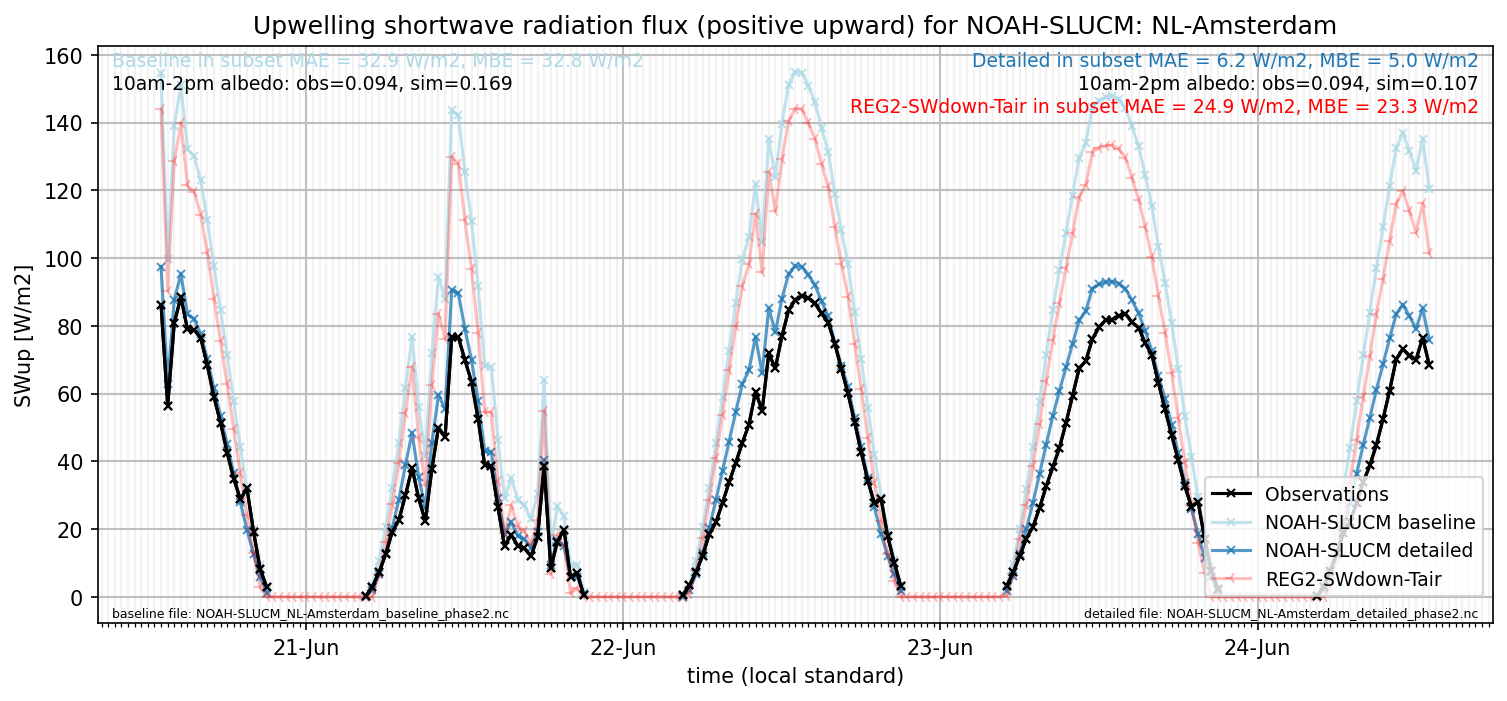 Upwelling shortwave radiation flux (positive upward) for NOAH-SLUCM: NL-Amsterdam
Baseline in subset MAE = 32.9 W/m2, MBE = 32.8 W/m2
10am-2pm albedo: obs=0.094, sim=0.169
Detailed in subset MAE = 6.2 W/m2, MBE = 5.0 W/m2
10am-2pm albedo: obs=0.094, sim=0.107
REG2-SWdown-Tair in subset MAE = 24.9 W/m2, MBE = 23.3 W/m2
SWup [W/m2]
160
140
120
100
80
60
40
20
0
Observations
NOAH-SLUCM baseline
NOAH-SLUCM detailed
REG2-SWdown-Tair
baseline file: NOAH-SLUCM_NL-Amsterdam_baseline_phase2.nc
detailed file: NOAH-SLUCM_NL-Amsterdam_detailed_phase2.nc
21-Jun 22-Jun 23-Jun 24-Jun
time (local standard)